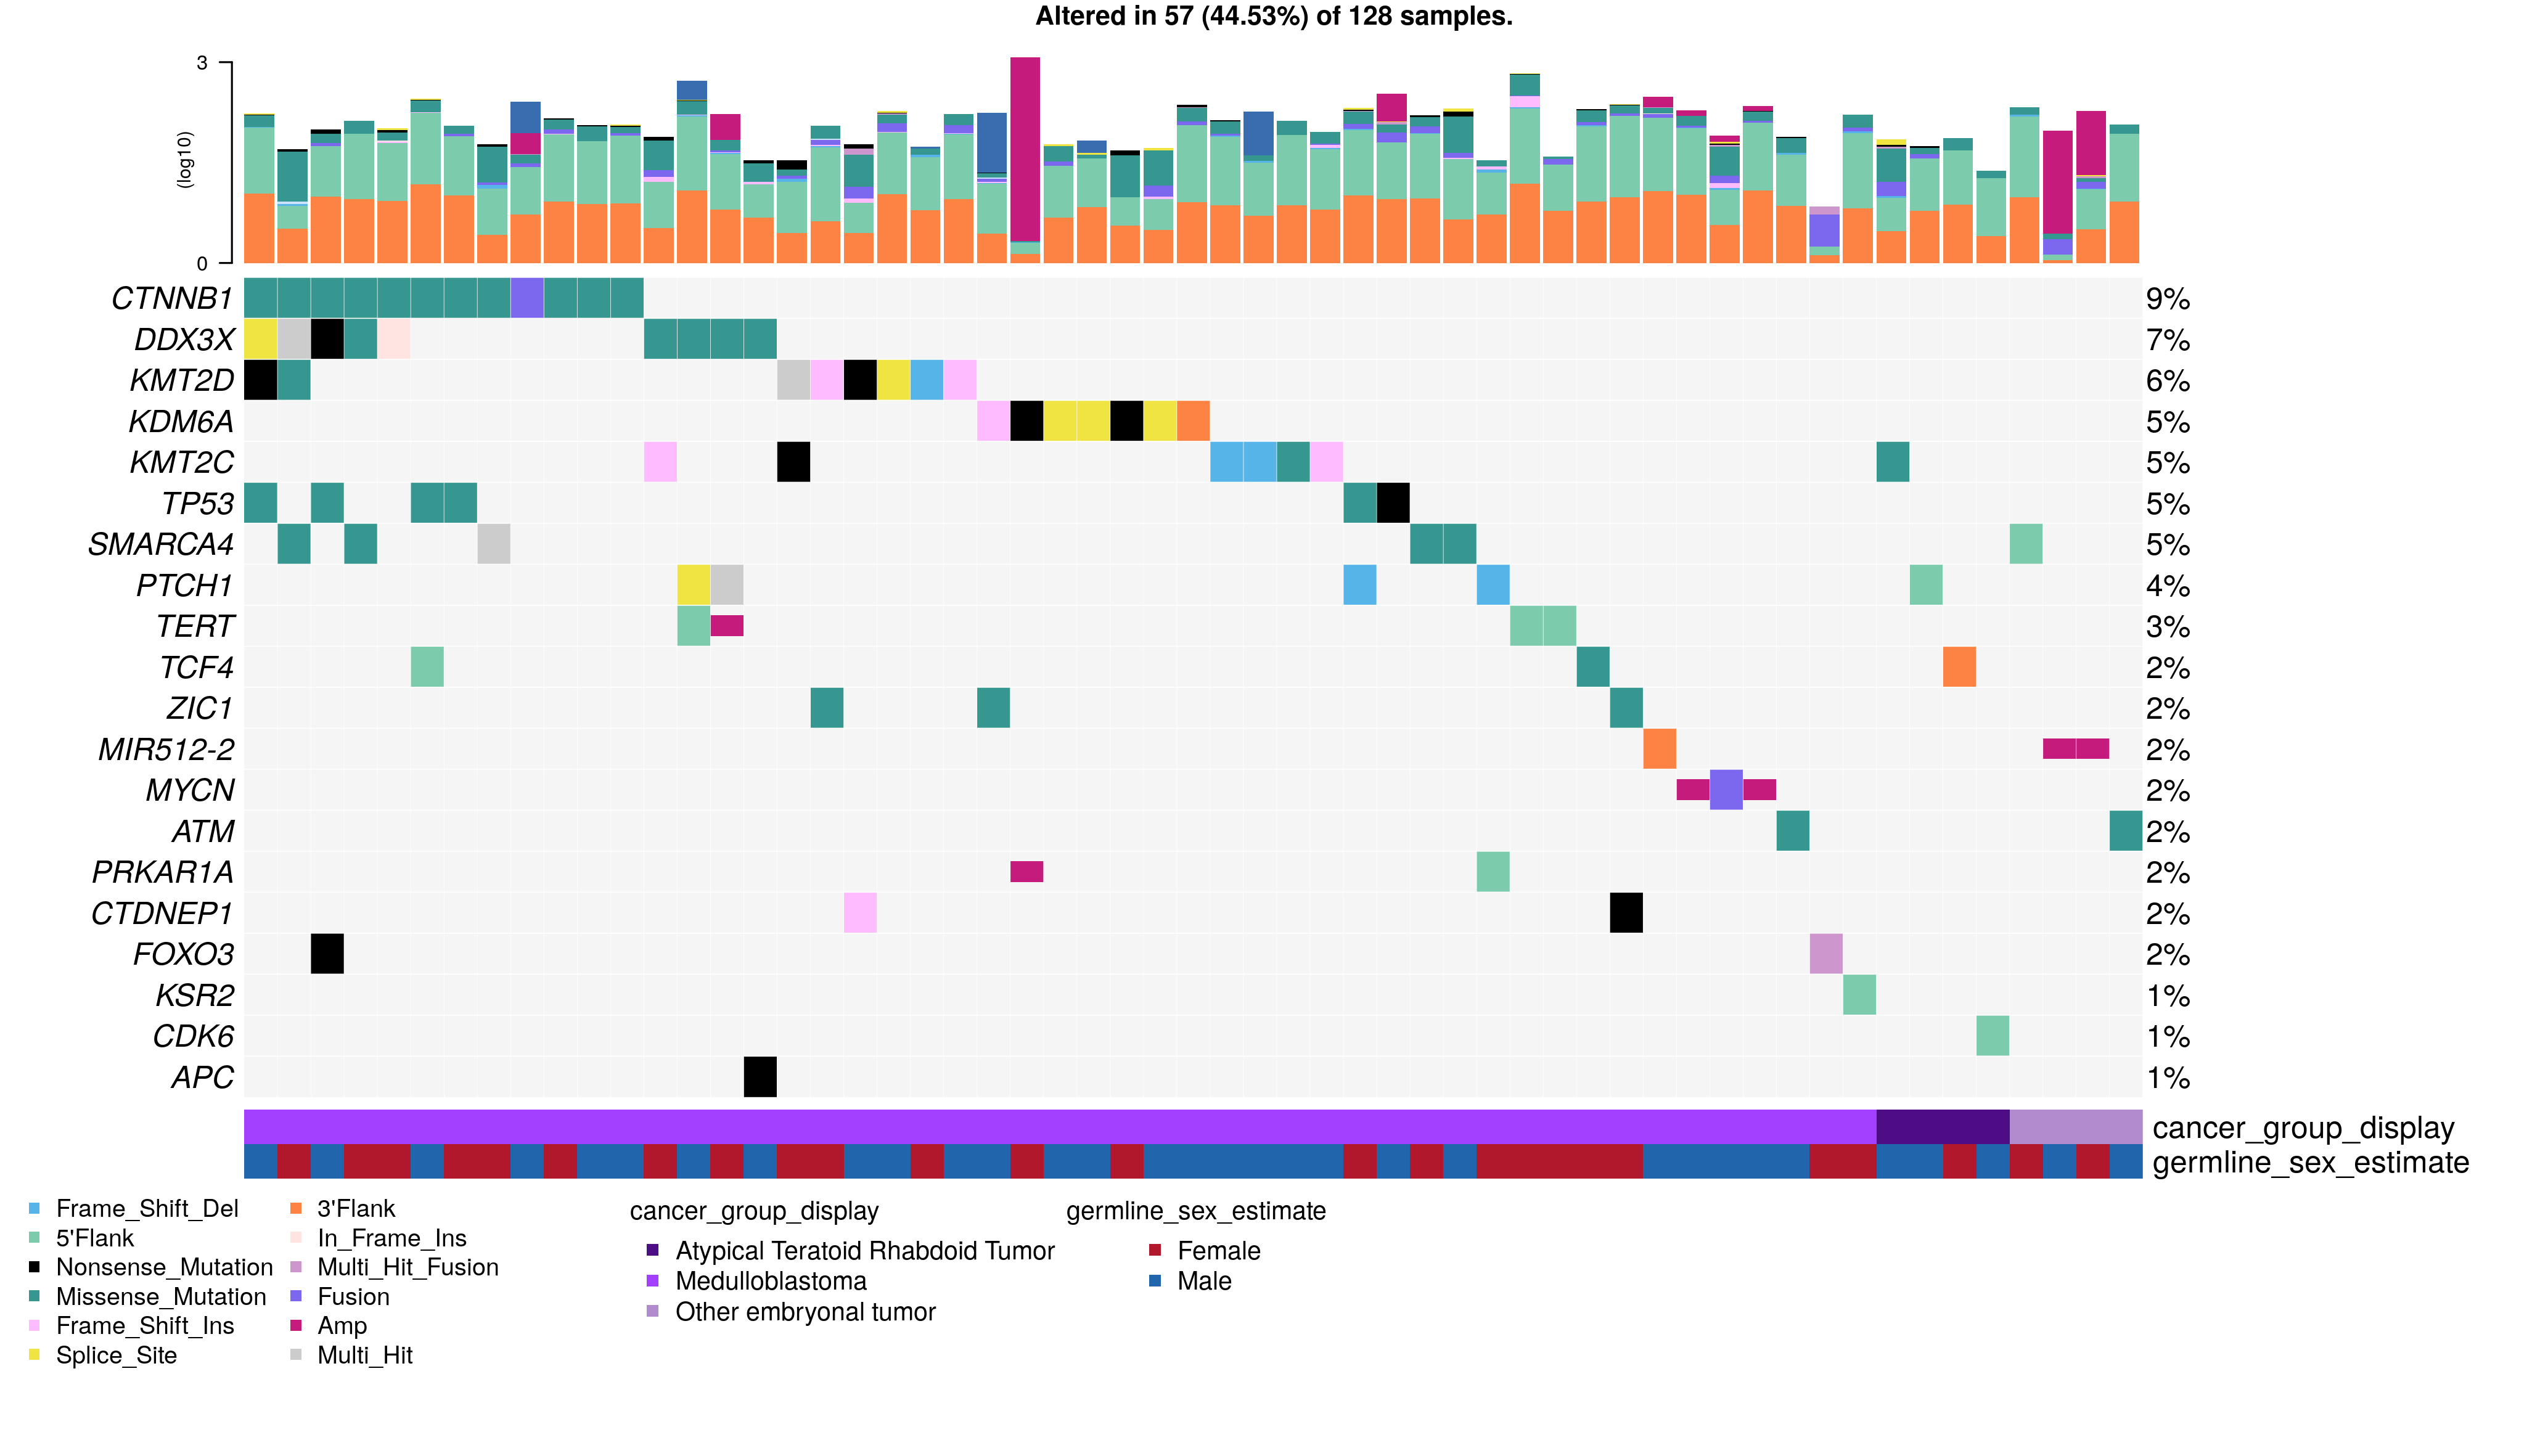 Altered in 57 (44.53%) of 128 samples.
3
(log10)
0
CTNNB1 9%
DDX3X 7%
KMT2D 6%
KDM6A 5%
KMT2C 5%
TP53 5%
SMARCA4 5%
PTCH1 4%
TERT 3%
TCF4 2%
ZIC1 2%
MIR512-2 2%
MYCN 2%
ATM 2%
PRKAR1A 2%
CTDNEP1 2%
FOXO3 2%
KSR2 1%
CDK6 1%
APC 1%
cancer_group_display
germline_sex_estimate
Frame_Shift_Del
5'Flank
Nonsense_Mutation
Missense_Mutation
Frame_Shift_Ins
Splice_Site
3'Flank
In_Frame_Ins
Multi_Hit_Fusion
Fusion
Amp
Multi_Hit
cancer_group_display
Atypical Teratoid Rhabdoid Tumor
Medulloblastoma
Other embryonal tumor
germline_sex_estimate
Female
Male